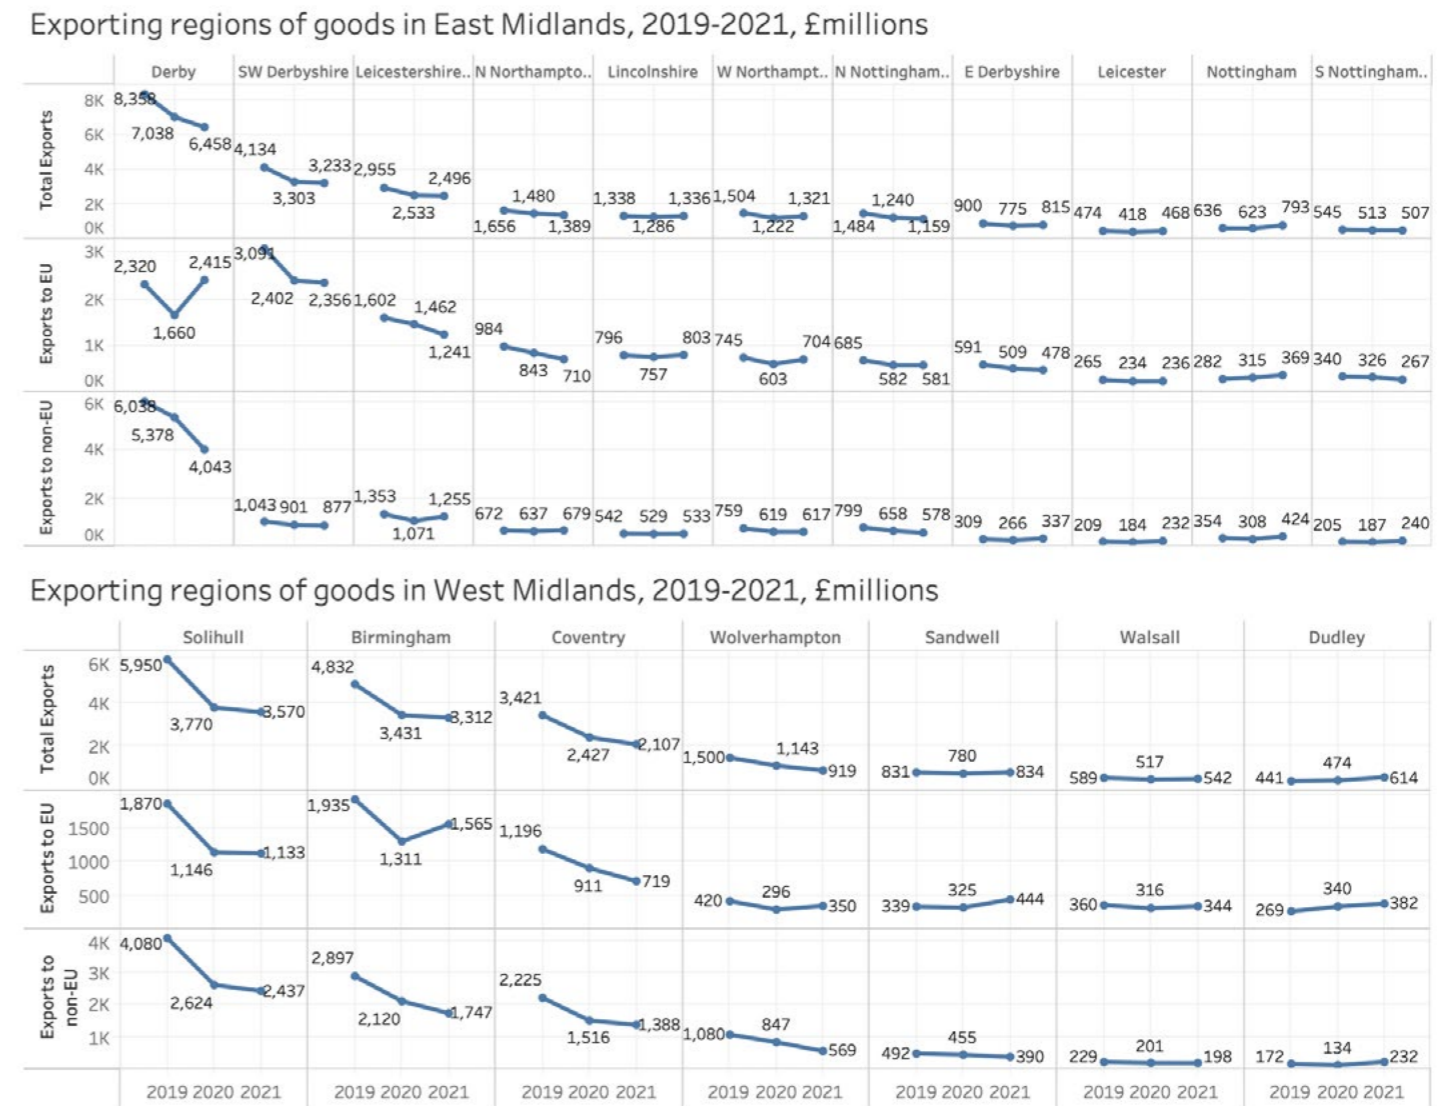 Exporting regions of goods in East Midlands, 2019-2021, £millions
Derby SW Derbyshire Leicestershire.. N Northampto.. Lincolnshire W Northampt.. N Nottingham.. E Derbyshire Leicester Nottingham S Nottingham..
Total Exports
8K
6K
4K
2K
0K
8,358 7,038 6,458
4,134 3,303 3,233
2,955 2,533 2,496
1,656 1,480 1,389
1,338 1,286 1,336
1,504 1,222 1,321
1,484 1,240 1,159
900 775 815
474 418 468
636 623 793
545 513 507
Exports to EU
3K
2K
1K
0K
2,320 1,660 2,415
3,091 2,402 2,356
1,602 1,462 1,241
984 843 710
796 757 803
745 603 704
685 582 581
591 509 478
265 234 236
282 315 369
340 326 267
Exports to non-EU
6K
4K
2K
0K
6,038 5,378 4,043
1,043 901 877
1,353 1,071 1,255
672 637 679
542 529 533
759 619 617
799 658 578
309 266 337
209 184 232
354 308 424
205 187 240
Exporting regions of goods in West Midlands, 2019-2021, £millions
Solihull Birmingham Coventry Wolverhampton Sandwell Walsall Dudley
Total Exports
6K
4K
2K
0K
5,950 3,770 3,570
4,832 3,431 3,312
3,421 2,427 2,107
1,500 1,143 919
831 780 834
589 517 542
441 474 614
Exports to EU
1500
1000
500
1,870 1,146 1,133
1,935 1,311 1,565
1,196 911 719
420 296 350
339 325 444
360 316 344
269 340 382
Exports to
non-EU
4K
3K
2K
1K
4,080 2,624 2,437
2,897 2,120 1,747
2,225 1,516 1,388
1,080 847 569
492 455 390
229 201 198
172 134 232
2019 2020 2021 2019 2020 2021 2019 2020 2021 2019 2020 2021 2019 2020 2021 2019 2020 2021 2019 2020 2021